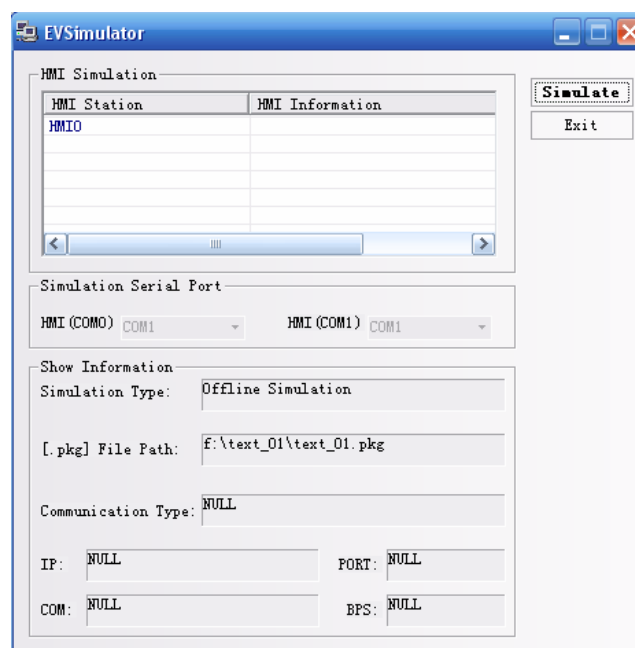 EVSimulator
HMI Simulation
HMI Station HMI Information
HMI0
Simulate
Exit
Simulation Serial Port
HMI(COM0) COM1 HMI(COM1) COM1
Show Information
Simulation Type: Offline Simulation
[.pkg] File Path: f:\text_01\text_01.pkg
Communication Type: NULL
IP: NULL PORT: NULL
COM: NULL BPS: NULL